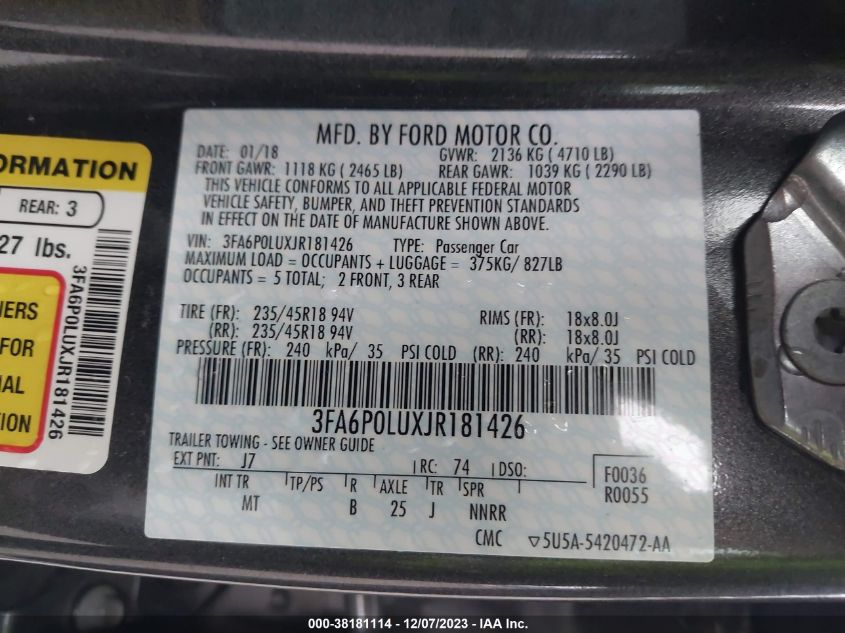 ORMATION
REAR: 3
27 lbs.
IERS
FOR
IAL
ION
3FA6P0LUXJR181426
MFD. BY FORD MOTOR CO.
DATE: 01/18 GVWR: 2136 KG ( 4710 LB)
FRONT GAWR: 1118 KG ( 2465 LB) REAR GAWR: 1039 KG ( 2290 LB)
THIS VEHICLE CONFORMS TO ALL APPLICABLE FEDERAL MOTOR
VEHICLE SAFETY, BUMPER, AND THEFT PREVENTION STANDARDS
IN EFFECT ON THE DATE OF MANUFACTURE SHOWN ABOVE.
VIN: 3FA6P0LUXJR181426 TYPE: Passenger Car
MAXIMUM LOAD = OCCUPANTS + LUGGAGE = 375KG/ 827LB
OCCUPANTS = 5 TOTAL; 2 FRONT, 3 REAR
TIRE (FR): 235/45R18 94V RIMS (FR): 18x8.0J
(RR): 235/45R18 94V (RR): 18x8.0J
PRESSURE (FR): 240 kPa/ 35 PSI COLD (RR): 240 kPa/ 35 PSI COLD
3FA6P0LUXJR181426
TRAILER TOWING - SEE OWNER GUIDE
EXT PNT: J7 RC: 74 DSO: F0036
R0055
INT TR TP/PS R AXLE TR SPR
MT B 25 J NNRR
CMC ▽5U5A-5420472-AA
000-38181114 - 12/07/2023 - IAA Inc.